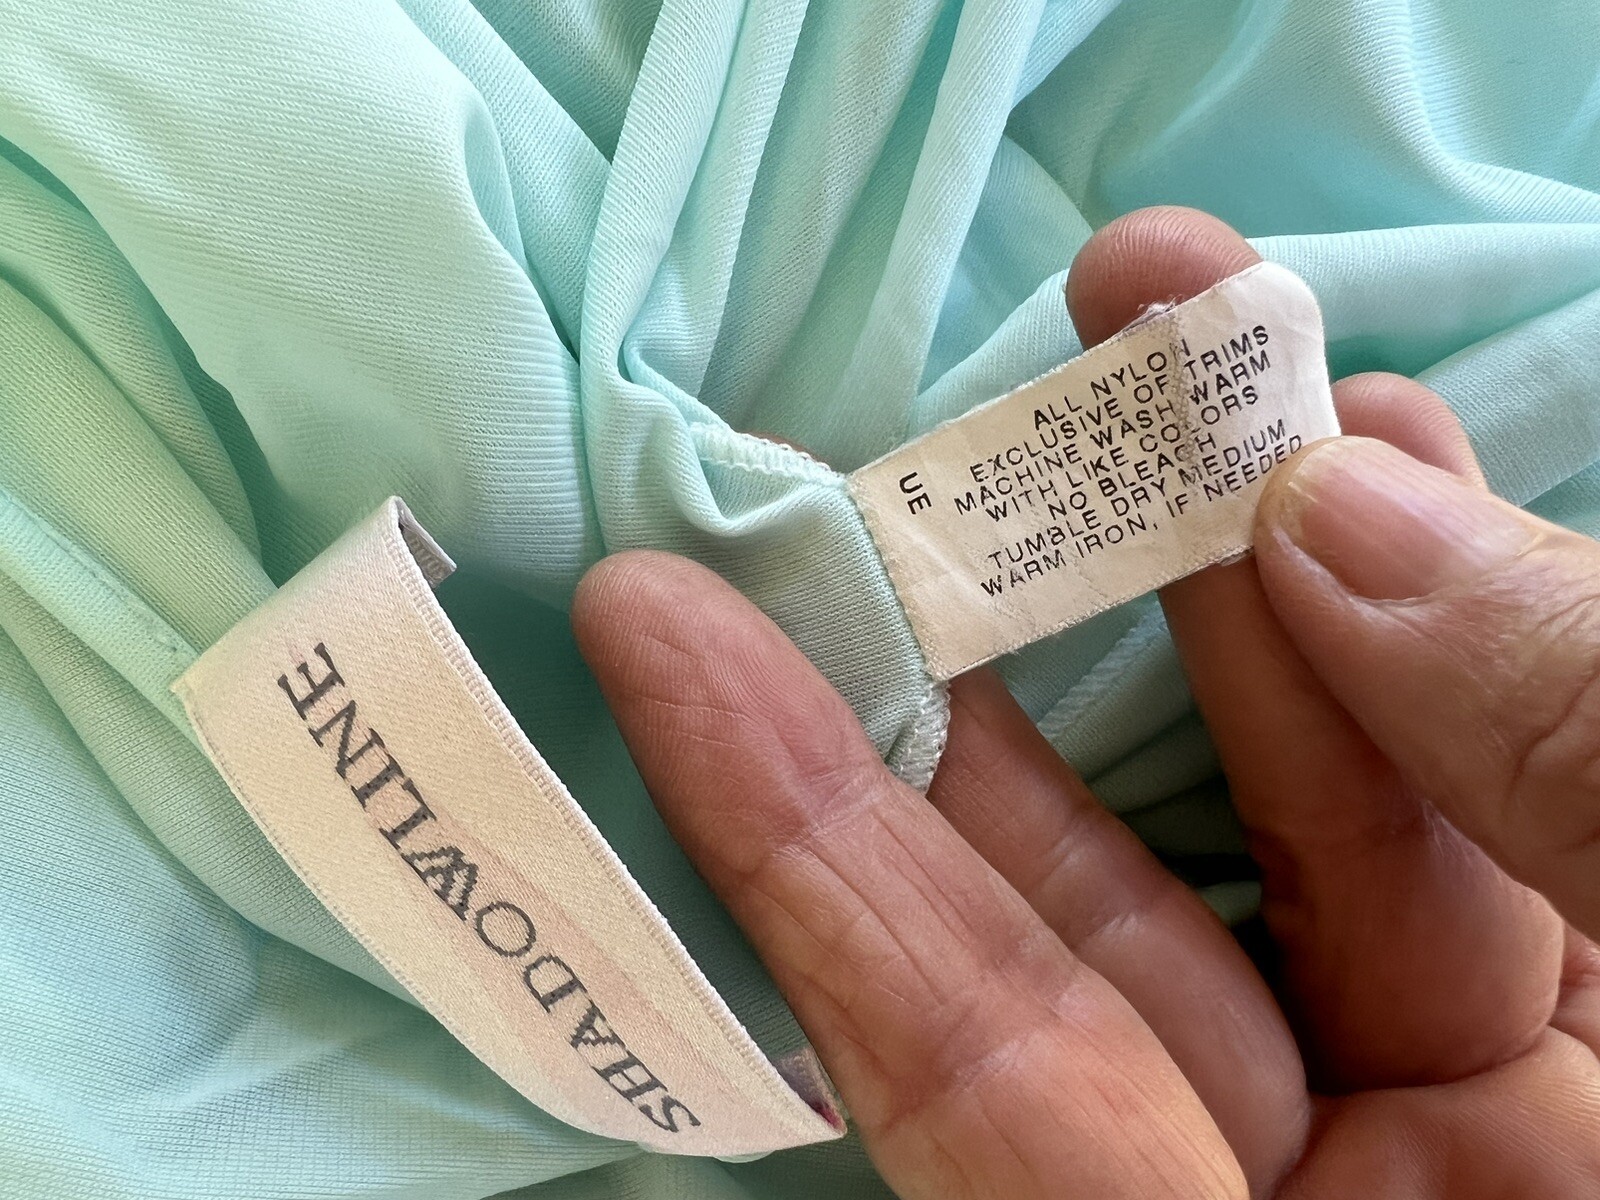 SHADOWLINE
UE
ALL NYLON
EXCLUSIVE OF TRIMS
MACHINE WASH WARM
WITH LIKE COLORS
NO BLEACH
TUMBLE DRY MEDIUM
WARM IRON, IF NEEDED